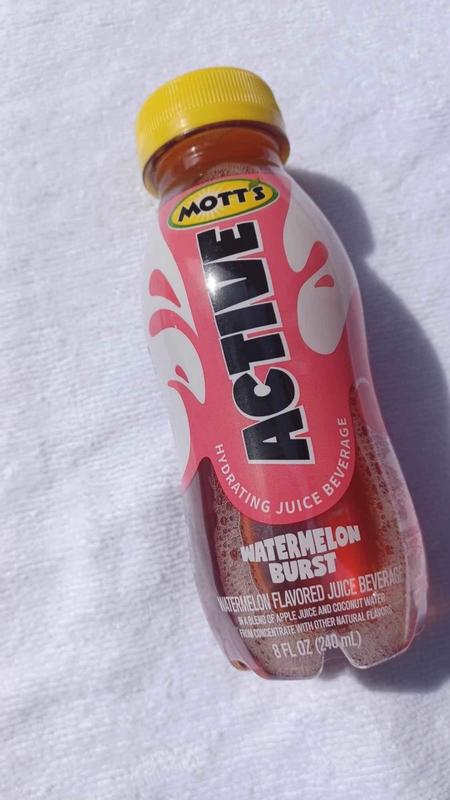 MOTT'S
ACTIVE
HYDRATING JUICE BEVERAGE
WATERMELON
BURST
WATERMELON FLAVORED JUICE BEVERAGE
IN A BLEND OF APPLE JUICE AND COCONUT WATER
FROM CONCENTRATE WITH OTHER NATURAL FLAVORS
8 FL OZ (240 mL)